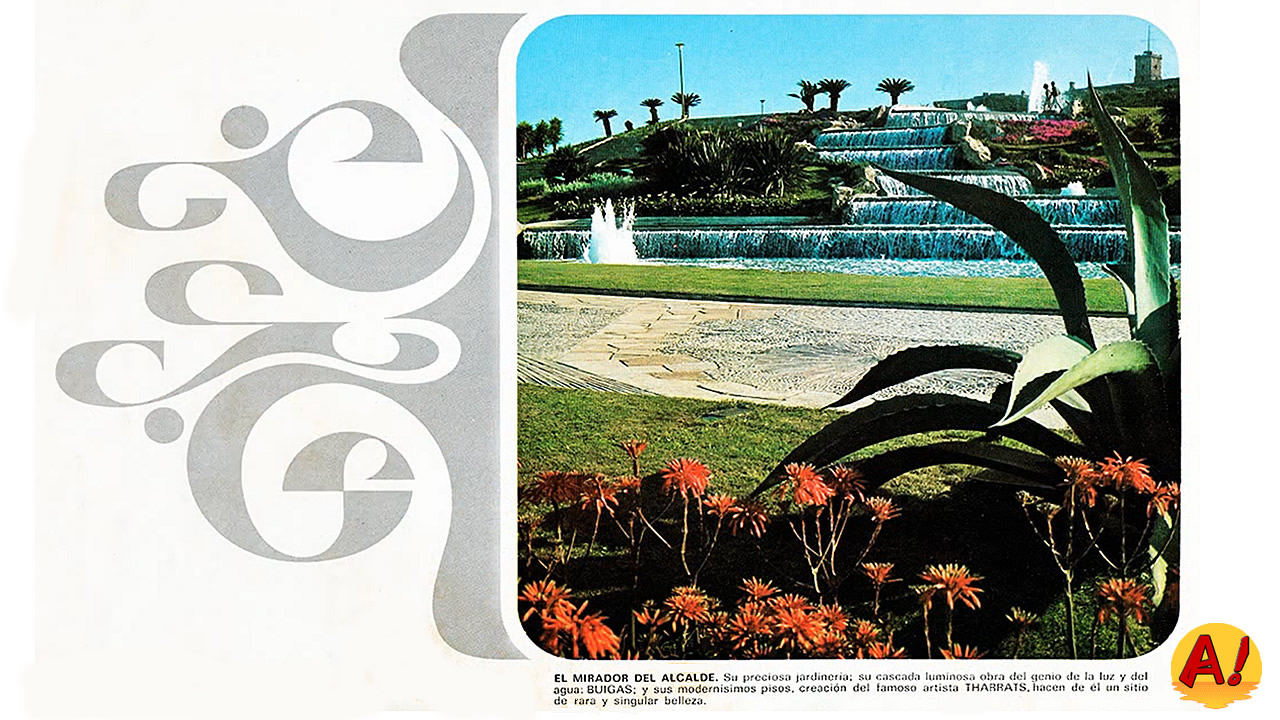 EL MIRADOR DEL ALCALDE. Su preciosa jardinería; su cascada luminosa obra del genio de la luz y del
agua: BUIGAS; y sus modernísimos pisos, creación del famoso artista THARRATS, hacen de él un sitio
de rara y singular belleza.
A!